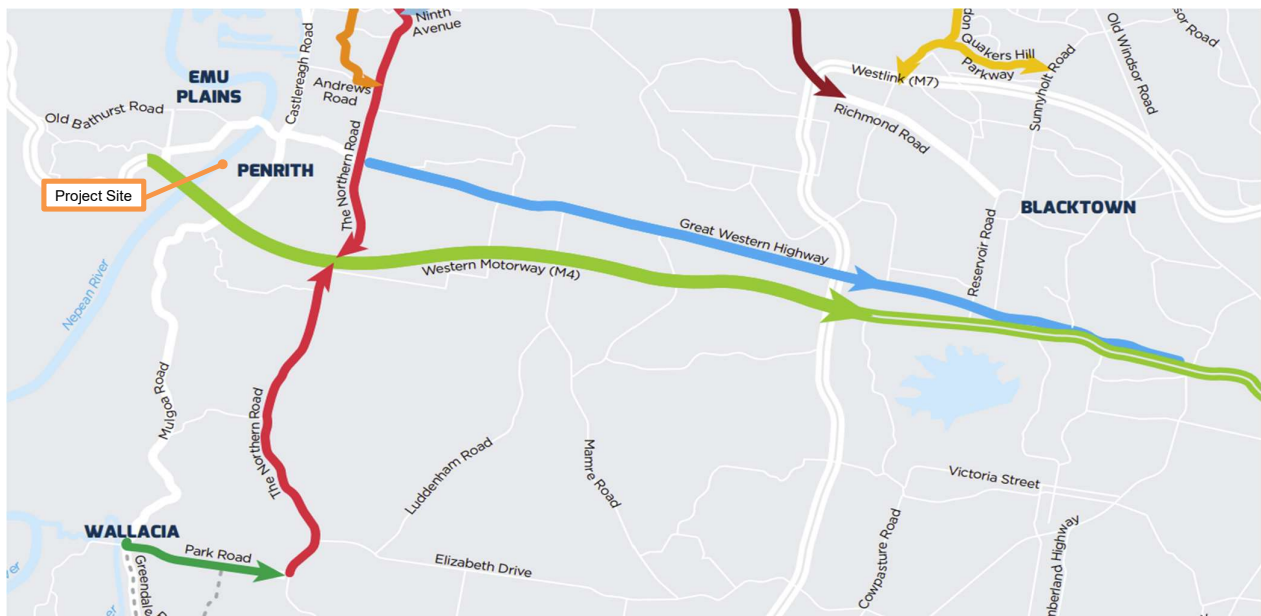 Ninth
Avenue
EMU
PLAINS
Castlereagh Road
Andrews
Road
Old Bathurst Road
Project Site
PENRITH
The Northern Road
Nepean River
Western Motorway (M4)
Great Western Highway
Westlink (M7)
Quakers Hill
Parkway
Sunnyholt Road
Old Windsor Road
Road
Richmond Road
BLACKTOWN
Reservoir Road
Mulgoa Road
The Northern Road
Luddenham Road
Mamre Road
Victoria Street
Cowpasture Road
Highway
WALLACIA
Park Road
Greendale
Elizabeth Drive